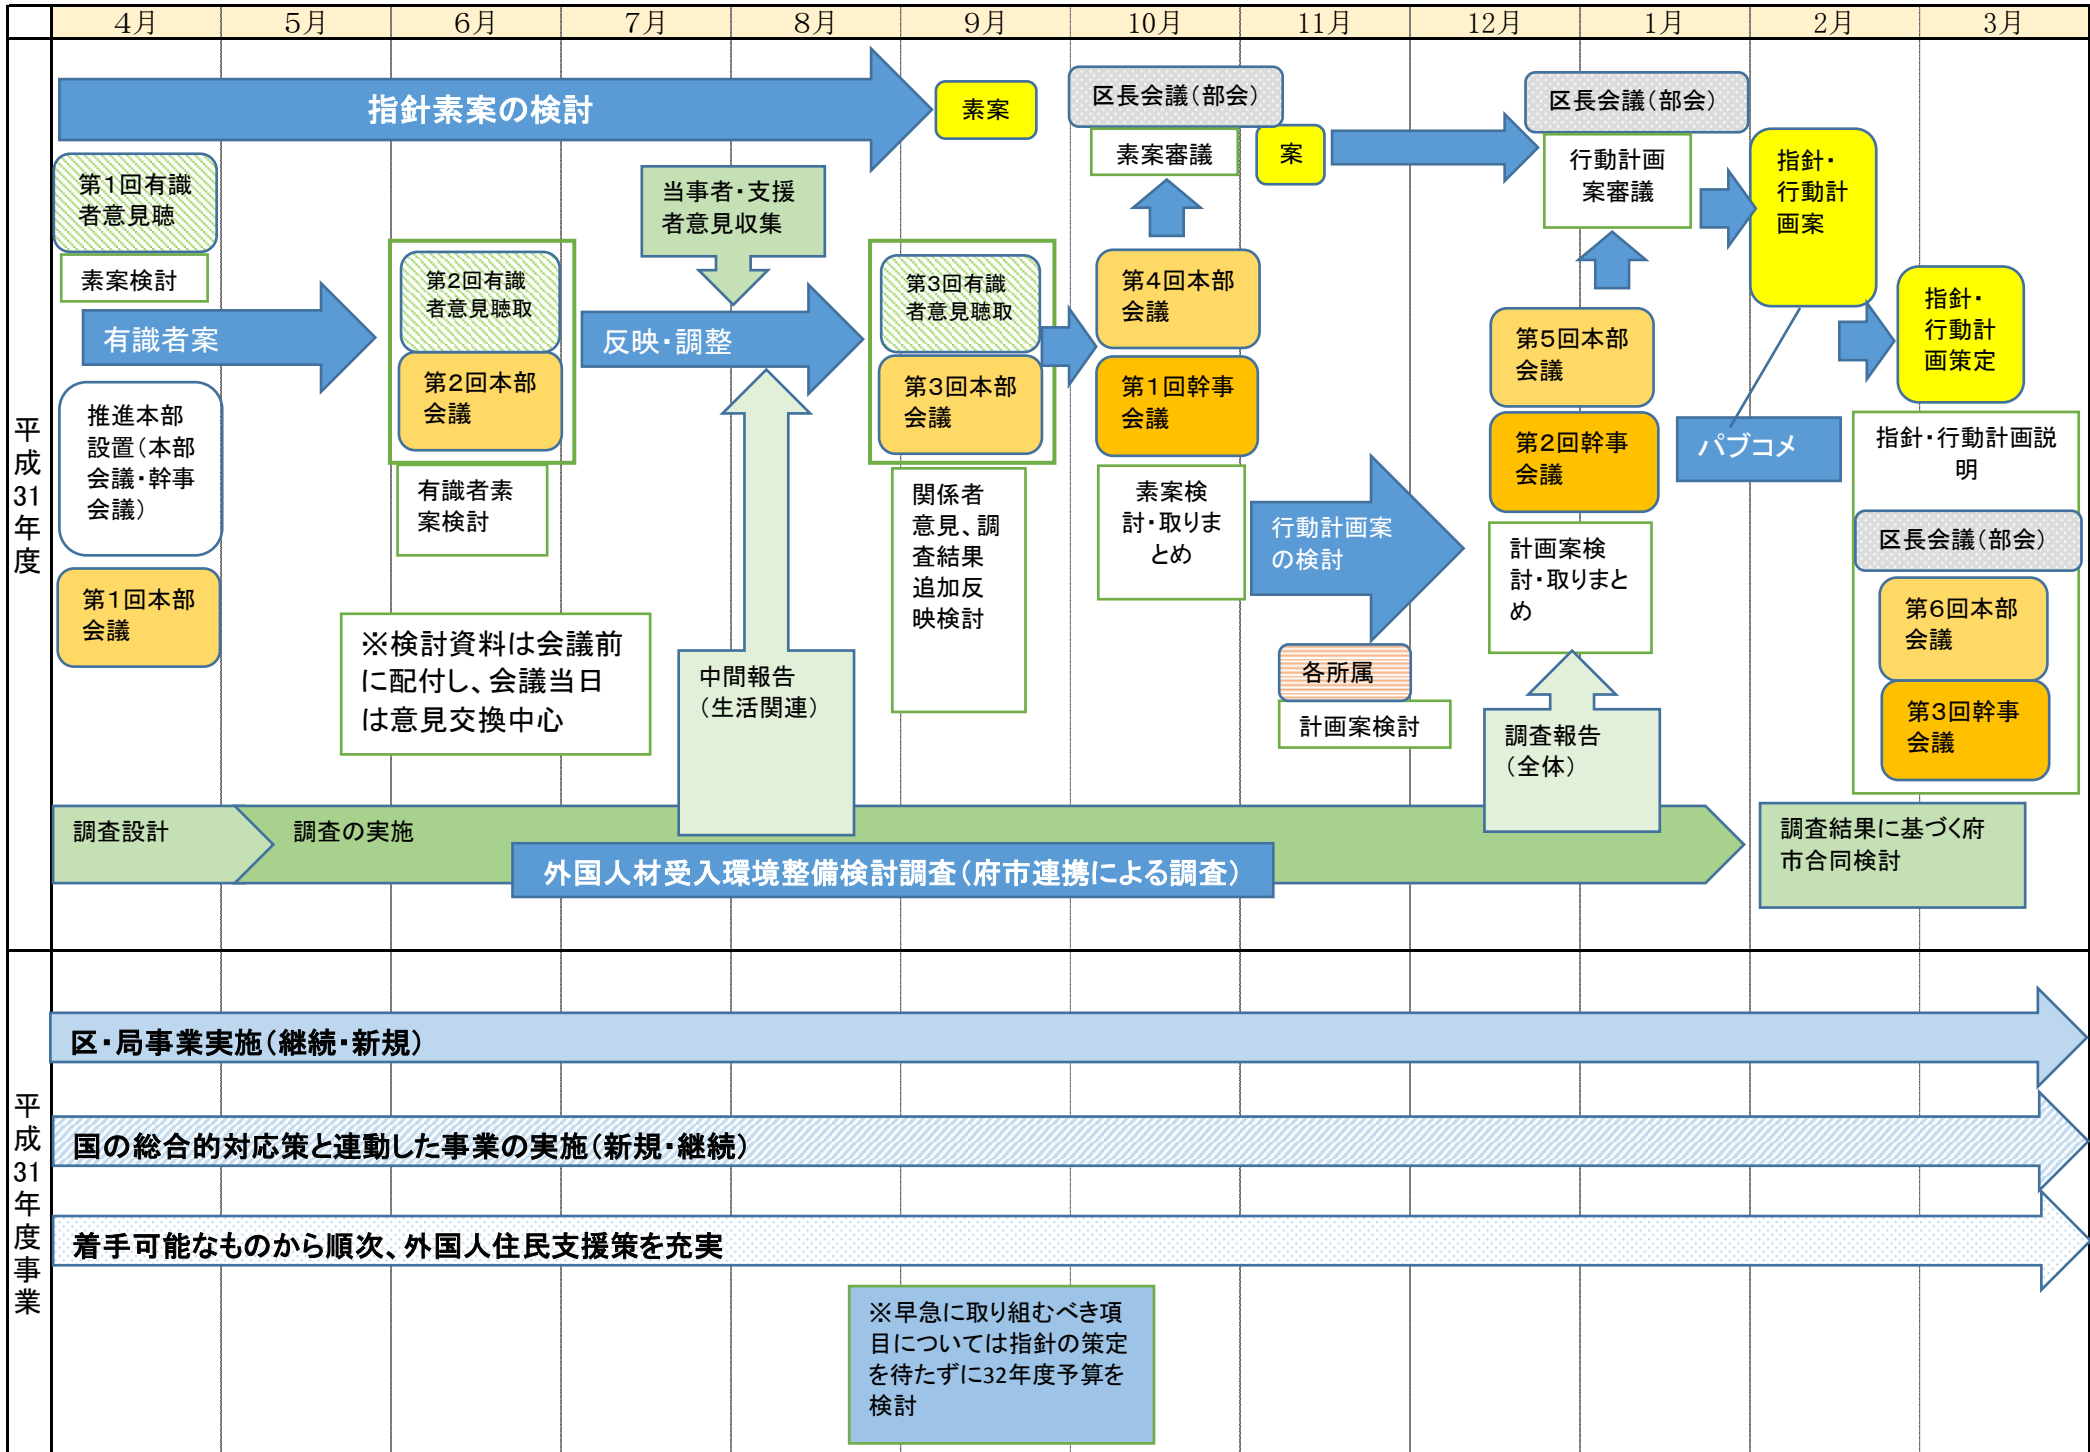 4月 5月 6月 7月 8月 9月 10月 11月 12月 1月 2月 3月
平成31年度
指針素案の検討
素案
区長会議(部会)
素案審議
案
区長会議(部会)
行動計画
案審議
指針・
行動計
画案
第1回有識
者意見聴
素案検討
当事者・支援
者意見収集
有識者案
第2回有識
者意見聴取
第2回本部
会議
反映・調整
第3回有識
者意見聴取
第3回本部
会議
第4回本部
会議
第1回幹事
会議
第5回本部
会議
第2回幹事
会議
指針・
行動計
画策定
パブコメ
推進本部
設置(本部
会議・幹事
会議)
第1回本部
会議
有識者素
案検討
関係者
意見、調
査結果
追加反
映検討
素案検
討・取りま
とめ
行動計画案
の検討
計画案検
討・取りまと
め
指針・行動計画説
明
区長会議(部会)
第6回本部
会議
第3回幹事
会議
※検討資料は会議前
に配付し、会議当日
は意見交換中心
中間報告
(生活関連)
各所属
計画案検討
調査報告
(全体)
調査設計
調査の実施
外国人材受入環境整備検討調査(府市連携による調査)
調査結果に基づく府
市合同検討
平成31年度事業
区・局事業実施(継続・新規)
国の総合的対応策と連動した事業の実施(新規・継続)
着手可能なものから順次、外国人住民支援策を充実
※早急に取り組むべき項
目については指針の策定
を待たずに32年度予算を
検討